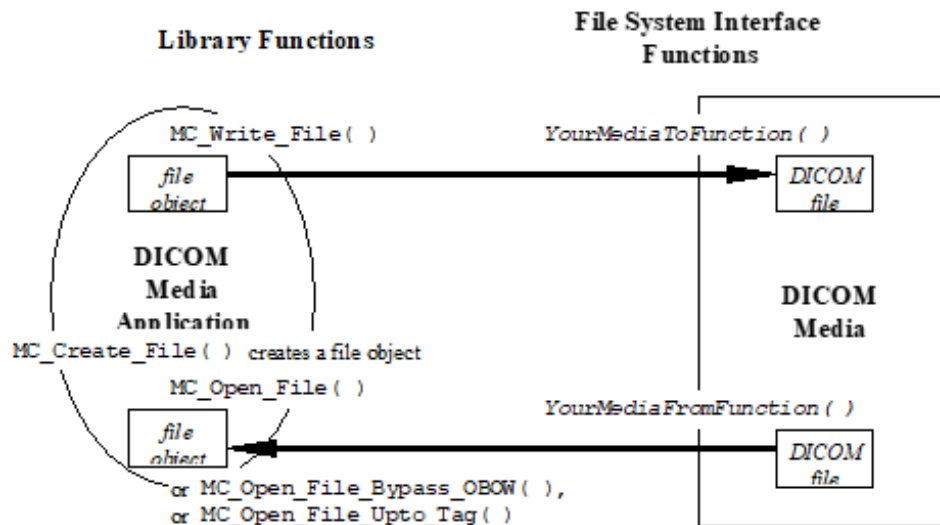 Library Functions
File System Interface
Functions
MC_Write_File( )
YourMediaToFunction( )
file
object
DICOM
file
DICOM
Media
Application
DICOM
Media
MC_Create_File( ) creates a file object
MC_Open_File( )
YourMediaFromFunction( )
file
object
DICOM
file
or MC_Open_File_Bypass_OBOW( ),
or MC_Open_File_Upto_Tag( )